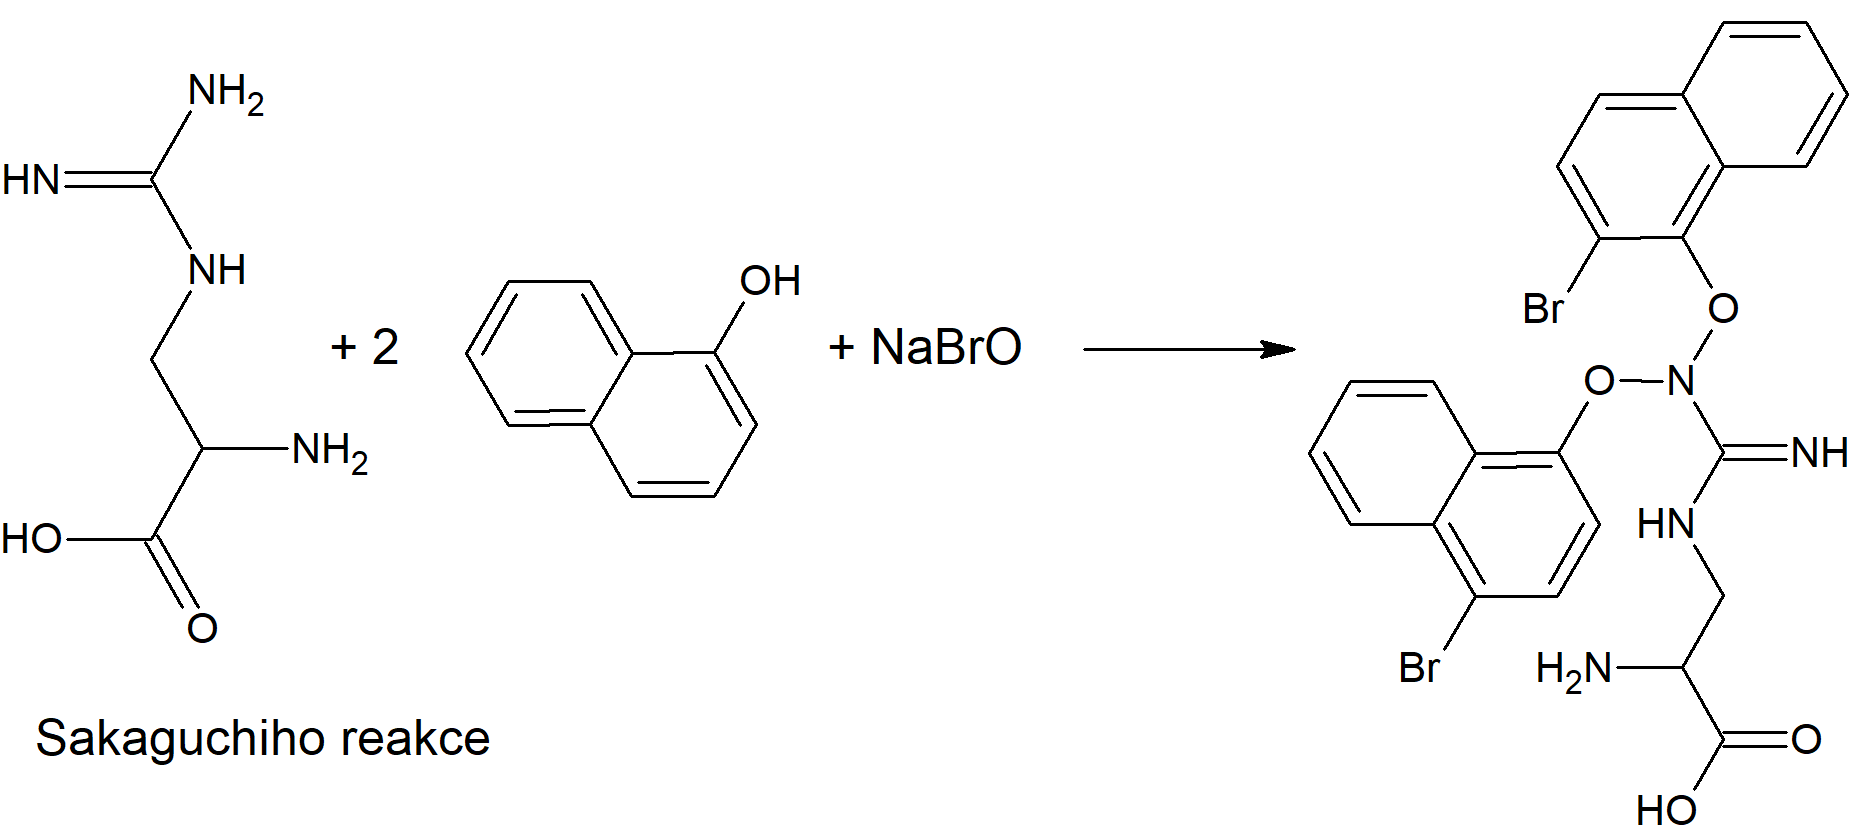 NH2
HN
NH
NH2
HO
O
+ 2
OH
+ NaBrO
Br
O
O
N
NH
HN
Br
H2N
O
HO
Sakaguchiho reakce